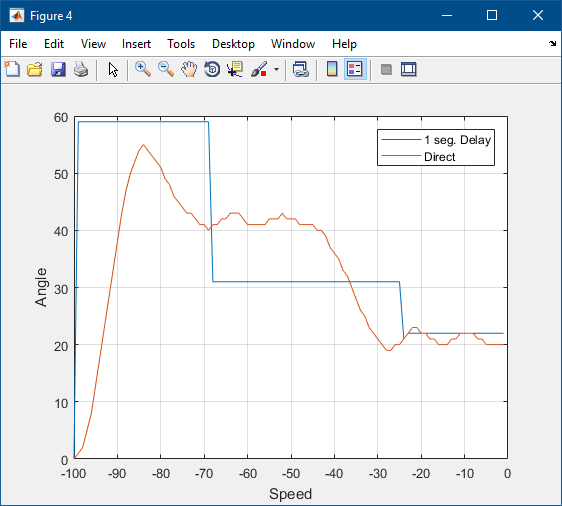 Figure 4
File Edit View Insert Tools Desktop Window Help
60
50
40
30
20
10
0
Angle
1 seg. Delay
Direct
-100 -90 -80 -70 -60 -50 -40 -30 -20 -10 0
Speed